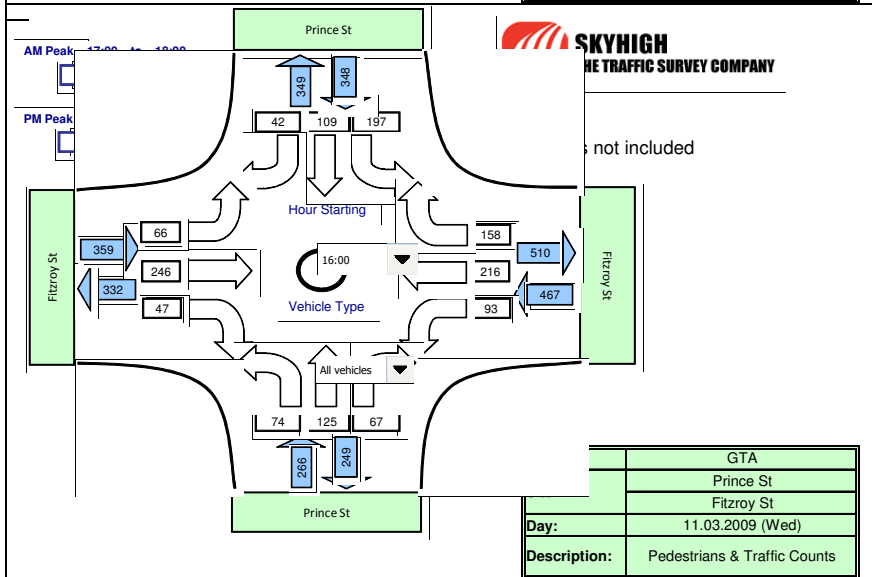 Prince St
SKYHIGH
HE TRAFFIC SURVEY COMPANY
AM Peak 17:00 to 18:00
PM Peak
not included
349
348
42 109 197
Hour Starting
16:00
Vehicle Type
All vehicles
Fitzroy St
359
332
66
246
47
158
216
93
510
467
Fitzroy St
74 125 67
266
249
Prince St
GTA
Prince St
Fitzroy St
Day: 11.03.2009 (Wed)
Description: Pedestrians & Traffic Counts